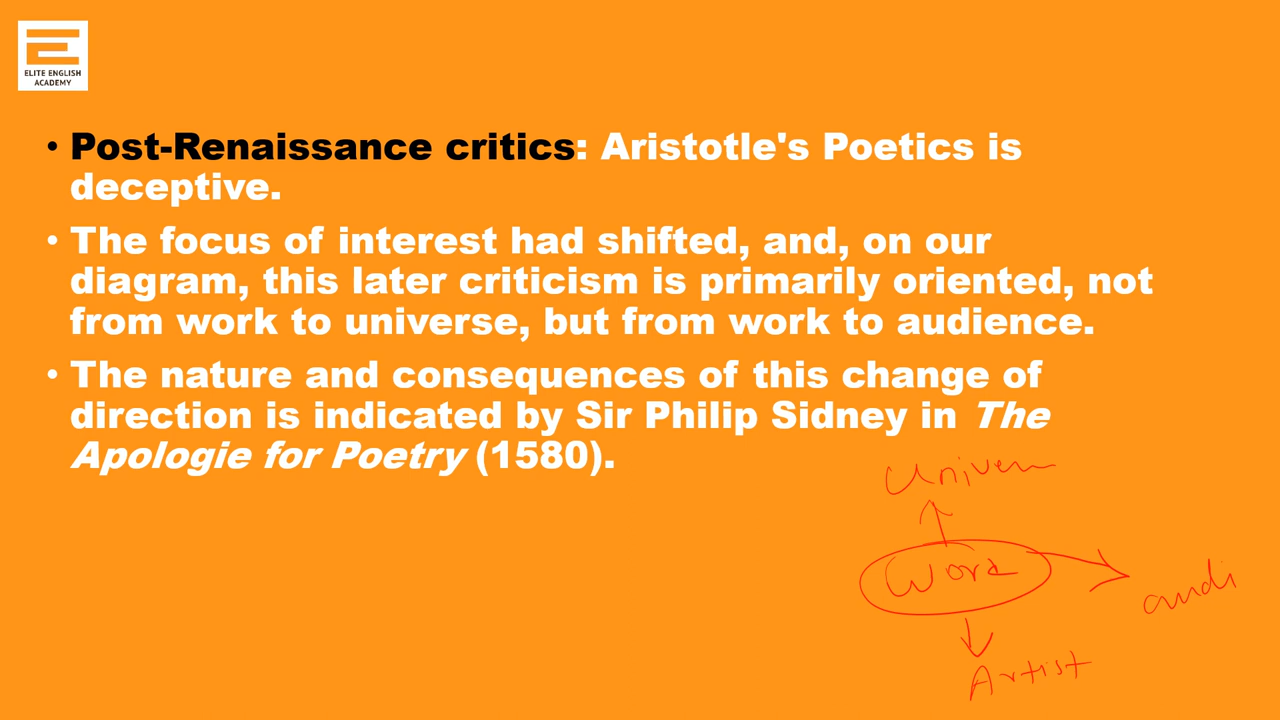 ELITE ENGLISH
ACADEMY
• Post-Renaissance critics: Aristotle's Poetics is
deceptive.
• The focus of interest had shifted, and, on our
diagram, this later criticism is primarily oriented, not
from work to universe, but from work to audience.
• The nature and consequences of this change of
direction is indicated by Sir Philip Sidney in The
Apologie for Poetry (1580).
audi
Artist